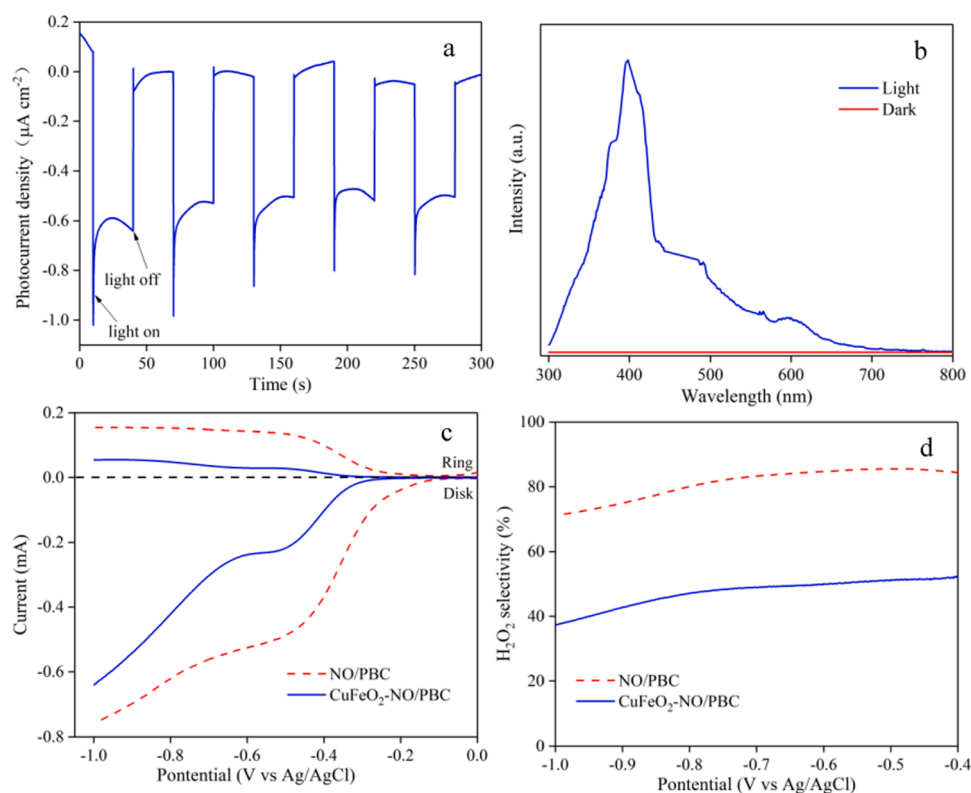 a
Photocurrent density (μA cm-2)
0.4
0.2
0.0
-0.2
-0.4
-0.6
-0.8
-1.0
light off
light on
0 50 100 150 200 250 300
Time (s)
b
Light
Dark
Intensity (a.u.)
300 400 500 600 700 800
Wavelength (nm)
c
Current (mA)
0.4
0.2
0.0
-0.2
-0.4
-0.6
-0.8
Ring
Disk
NO/PBC
CuFeO2-NO/PBC
-1.0 -0.8 -0.6 -0.4 -0.2 0.0
Pontential (V vs Ag/AgCl)
d
H2O2 selectivity (%)
100
80
60
40
20
0
NO/PBC
CuFeO2-NO/PBC
-1.0 -0.9 -0.8 -0.7 -0.6 -0.5 -0.4
Pontential (V vs Ag/AgCl)